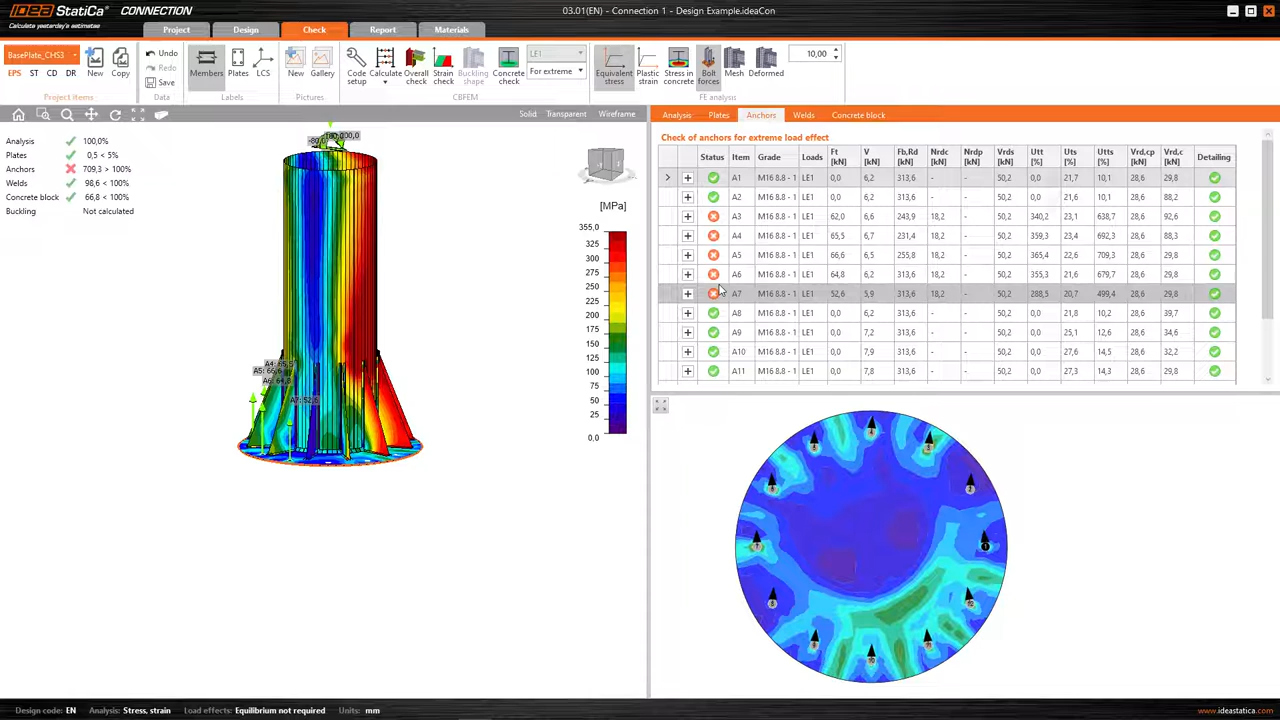 IDEA StatiCa CONNECTION
Calculate yesterday's estimates
03.01(EN) - Connection 1 - Design Example.ideaCon
Project Design Check Report Materials
BasePlate_CHS3
EPS ST CD DR
New Copy
Project items
Undo
Redo
Save
Data
Members Plates LCS
Labels
New Gallery
Pictures
Code setup Calculate Overall check Strain check Buckling shape Concrete check
LE1
For extreme
CBFEM
Equivalent stress Plastic strain Stress in concrete Bolt forces Mesh Deformed
10,00
FE analysis
Solid Transparent Wireframe
Analysis 100,0%
Plates 0,5 < 5%
Anchors 709,3 > 100%
Welds 98,6 < 100%
Concrete block 66,8 < 100%
Buckling Not calculated
[MPa]
355,0
325
300
275
250
225
200
175
150
125
100
75
50
25
0.0
A5: 66,6
A6: 64,8
A7: 52,6
Analysis Plates Anchors Welds Concrete block
Check of anchors for extreme load effect
Status Item Grade Loads Ft [kN] V [kN] Fb,Rd [kN] Nrdc [kN] Nrdp [kN] Vrds [kN] Utt [%] Uts [%] Utts [%] Vrd,cp [kN] Vrd,c [kN] Detailing
A1 M16 8.8 - 1 LE1 0,0 6,2 313,6 - - 50,2 0,0 21,7 10,1 28,6 29,8
A2 M16 8.8 - 1 LE1 0,0 6,2 313,6 - - 50,2 0,0 21,6 10,1 28,6 88,2
A3 M16 8.8 - 1 LE1 62,0 6,6 243,9 18,2 - 50,2 340,2 23,1 638,7 28,6 92,6
A4 M16 8.8 - 1 LE1 65,5 6,7 231,4 18,2 - 50,2 359,3 23,4 692,3 28,6 88,3
A5 M16 8.8 - 1 LE1 66,6 6,5 255,8 18,2 - 50,2 365,4 22,6 709,3 28,6 29,8
A6 M16 8.8 - 1 LE1 64,8 6,2 313,6 18,2 - 50,2 355,3 21,6 679,7 28,6 29,8
A7 M16 8.8 - 1 LE1 52,6 5,9 313,6 18,2 - 50,2 288,5 20,7 499,4 28,6 29,8
A8 M16 8.8 - 1 LE1 0,0 6,2 313,6 - - 50,2 0,0 21,8 10,2 28,6 39,7
A9 M16 8.8 - 1 LE1 0,0 7,2 313,6 - - 50,2 0,0 25,1 12,6 28,6 34,6
A10 M16 8.8 - 1 LE1 0,0 7,9 313,6 - - 50,2 0,0 27,6 14,5 28,6 32,2
A11 M16 8.8 - 1 LE1 0,0 7,8 313,6 - - 50,2 0,0 27,3 14,3 28,6 29,8
Design code: EN Analysis: Stress, strain Load effects: Equilibrium not required Units: mm
www.ideastatica.com